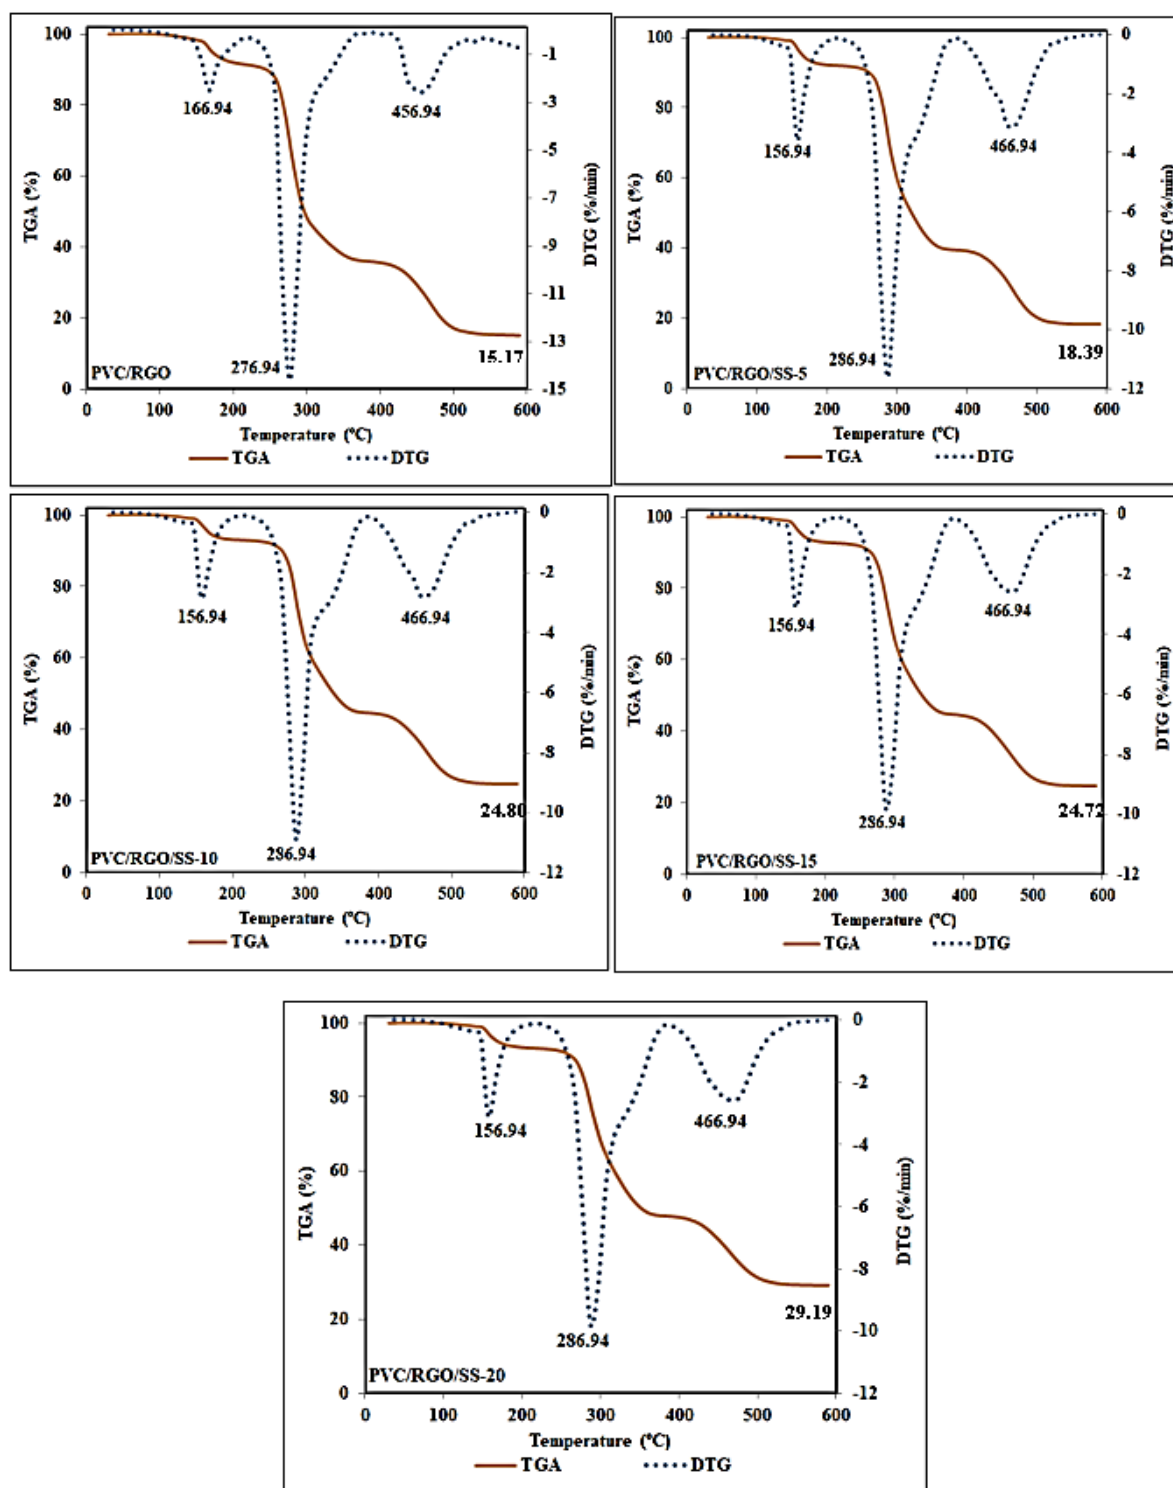 100
80
60
40
20
0
TGA (%)
-1
-3
-5
-7
-9
-11
-13
-15
DTG (%/min)
166.94
456.94
276.94
15.17
PVC/RGO
0 100 200 300 400 500 600
Temperature (ºC)
TGA DTG
100
80
60
40
20
0
TGA (%)
0
-2
-4
-6
-8
-10
-12
DTG (%/min)
156.94
466.94
286.94
18.39
PVC/RGO/SS-5
0 100 200 300 400 500 600
Temperature (ºC)
TGA DTG
100
80
60
40
20
0
TGA (%)
0
-2
-4
-6
-8
-10
-12
DTG (%/min)
156.94
466.94
286.94
24.80
PVC/RGO/SS-10
0 100 200 300 400 500 600
Temperature (ºC)
TGA DTG
100
80
60
40
20
0
TGA (%)
0
-2
-4
-6
-8
-10
-12
DTG (%/min)
156.94
466.94
286.94
24.72
PVC/RGO/SS-15
0 100 200 300 400 500 600
Temperature (ºC)
TGA DTG
100
80
60
40
20
0
TGA (%)
0
-2
-4
-6
-8
-10
-12
DTG (%/min)
156.94
466.94
286.94
29.19
PVC/RGO/SS-20
0 100 200 300 400 500 600
Temperature (ºC)
TGA DTG